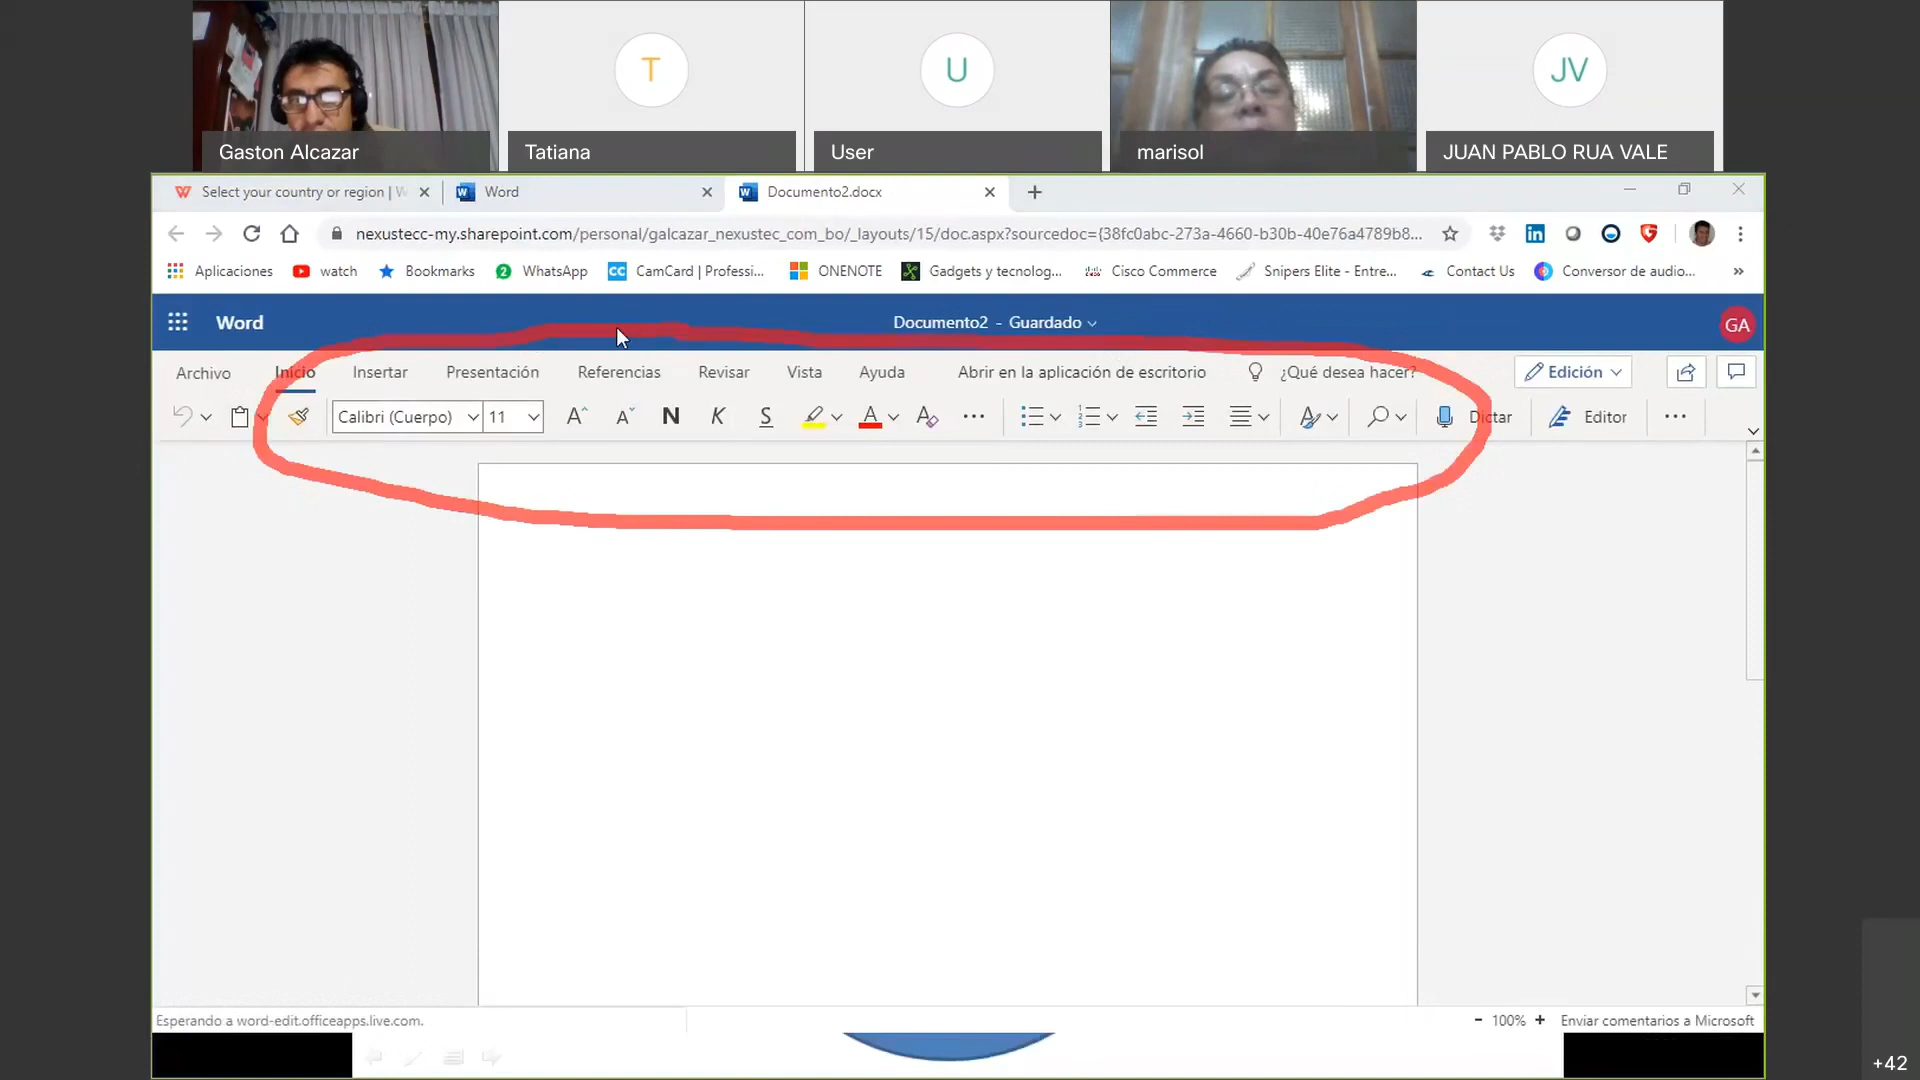 T
U
JV
Gaston Alcazar
Tatiana
User
marisol
JUAN PABLO RUA VALE
Select your country or region | W
Word
Documento2.docx
nexustecc-my.sharepoint.com/personal/galcazar_nexustec_com_bo/_layouts/15/doc.aspx?sourcedoc={38fc0abc-273a-4660-b30b-40e76a4789b8...
Aplicaciones
watch
Bookmarks
2
WhatsApp
CC
CamCard | Professi...
ONENOTE
Gadgets y tecnolog...
Cisco Commerce
Snipers Elite - Entre...
Contact Us
Conversor de audio...
»
Word
Documento2 - Guardado
GA
Archivo
Inicio
Insertar
Presentación
Referencias
Revisar
Vista
Ayuda
Abrir en la aplicación de escritorio
¿Qué desea hacer?
Edición
Calibri (Cuerpo)
11
N
K
S
Dictar
Editor
Esperando a word-edit.officeapps.live.com.
- 100% +
Enviar comentarios a Microsoft
+42